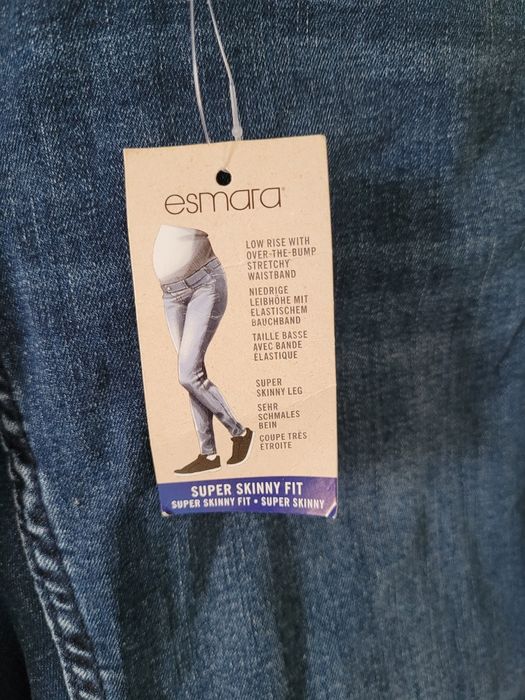 esmara
LOW RISE WITH
OVER-THE-BUMP
STRETCHY
WAISTBAND
NIEDRIGE
LEIBHÖHE MIT
ELASTISCHEM
BAUCHBAND
TAILLE BASSE
AVEC BANDE
ÉLASTIQUE
SUPER
SKINNY LEG
SEHR
SCHMALES
BEIN
COUPE TRÈS
ÉTROITE
SUPER SKINNY FIT
SUPER SKINNY FIT • SUPER SKINNY